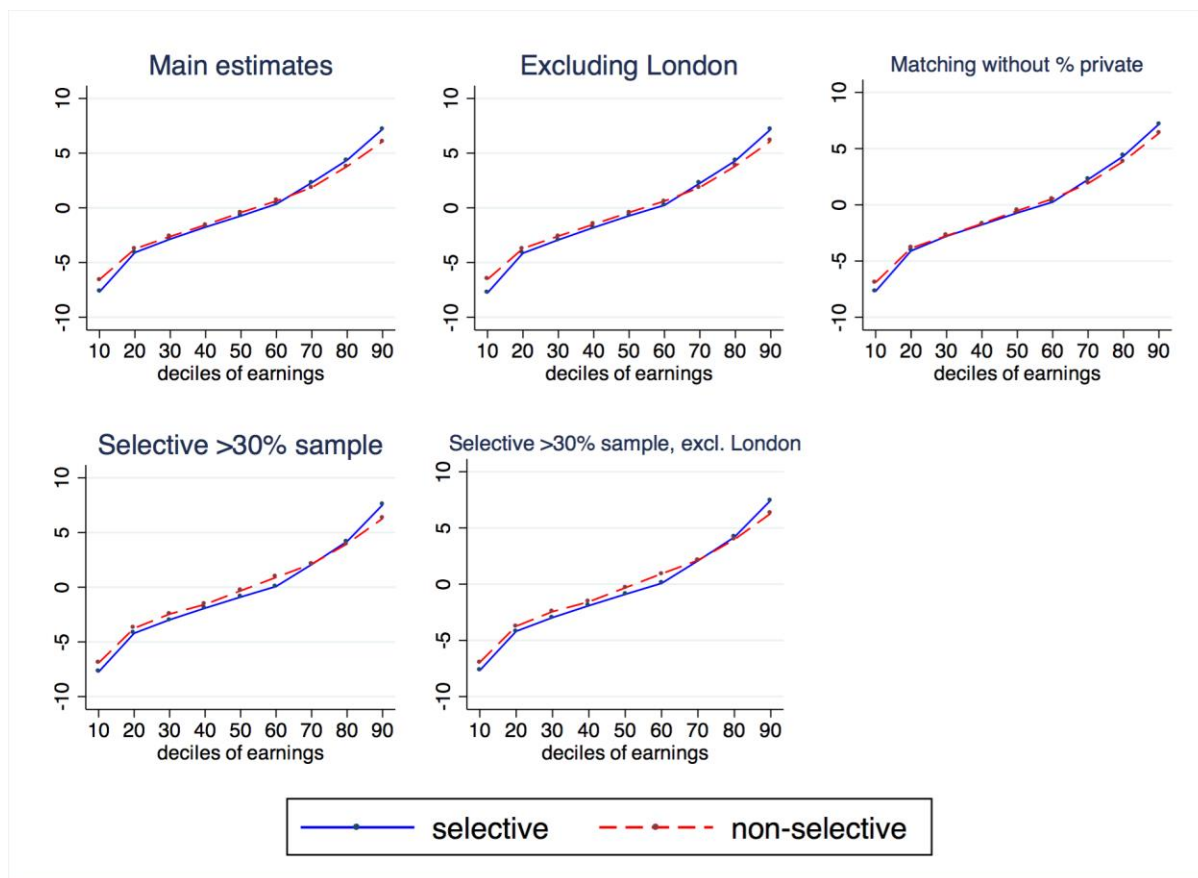 Main estimates
10
5
0
-5
-10
10 20 30 40 50 60 70 80 90
deciles of earnings
Excluding London
10
5
0
-5
-10
10 20 30 40 50 60 70 80 90
deciles of earnings
Matching without % private
10
5
0
-5
-10
10 20 30 40 50 60 70 80 90
deciles of earnings
Selective >30% sample
10
5
0
-5
-10
10 20 30 40 50 60 70 80 90
deciles of earnings
Selective >30% sample, excl. London
10
5
0
-5
-10
10 20 30 40 50 60 70 80 90
deciles of earnings
selective non-selective